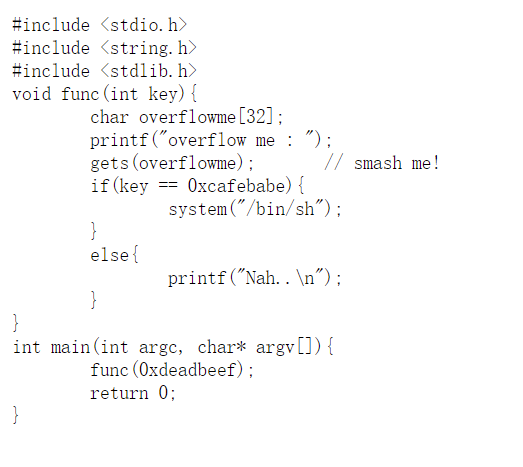 #include <stdio.h>
#include <string.h>
#include <stdlib.h>
void func(int key){
        char overflowme[32];
        printf("overflow me : ");
        gets(overflowme);       // smash me!
        if(key == 0xcafebabe){
                system("/bin/sh");
        }
        else{
                printf("Nah..\n");
        }
}
int main(int argc, char* argv[]){
        func(0xdeadbeef);
        return 0;
}